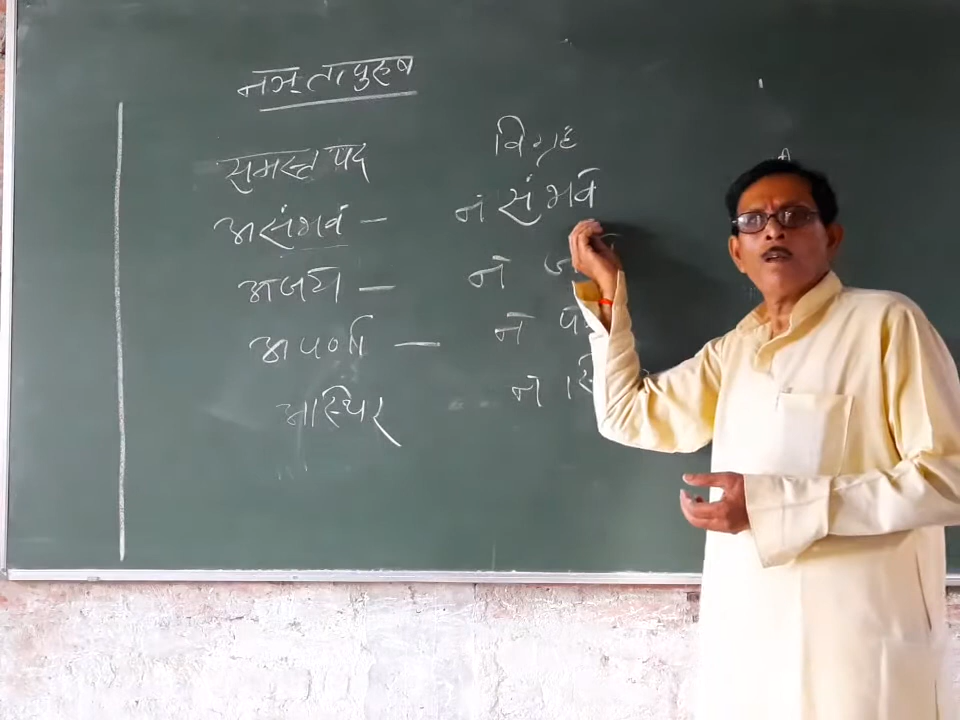 नञ् तत्पुरुष
समस्त पद विग्रह
असंभवं – न संभवं
अजय – न
अपर्णा – न
अस्थिर न